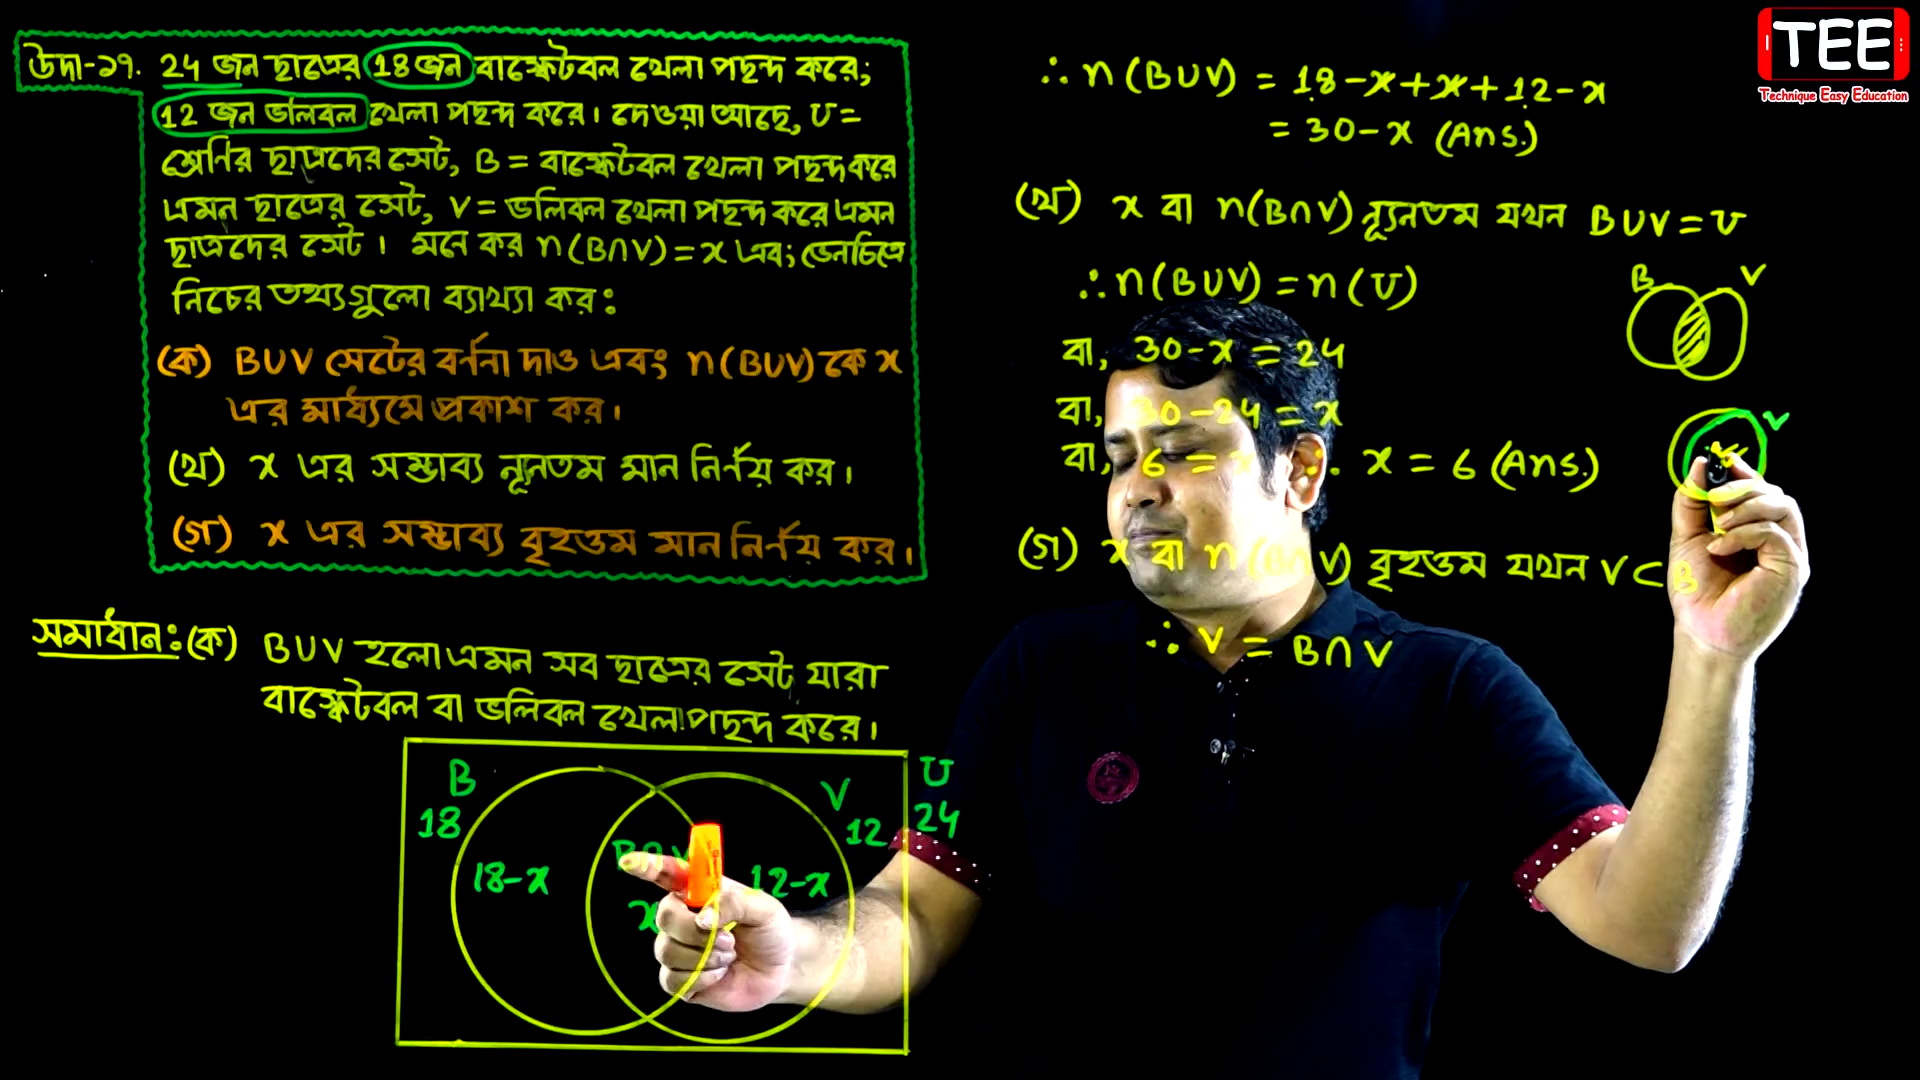 উদা-১৭. 24 জন ছাত্রের 18 জন বাস্কেটবল খেলা পছন্দ করে;
12 জন ভলিবল খেলা পছন্দ করে। দেওয়া আছে, U =
শ্রেণির ছাত্রদের সেট, B = বাস্কেটবল খেলা পছন্দ করে
এমন ছাত্রের সেট, V = ভলিবল খেলা পছন্দ করে এমন
ছাত্রদের সেট। মনে কর n(B∩V) = x এবং ভেনচিত্রে
নিচের তথ্যগুলো ব্যাখ্যা কর:
(ক) B∪V সেটের বর্ণনা দাও এবং n(B∪V) কে x
এর মাধ্যমে প্রকাশ কর।
(খ) x এর সম্ভাব্য ন্যূনতম মান নির্ণয় কর।
(গ) x এর সম্ভাব্য বৃহত্তম মান নির্ণয় কর।
সমাধান: (ক) B∪V হলো এমন সব ছাত্রের সেট যারা
বাস্কেটবল বা ভলিবল খেলা পছন্দ করে।
B V U
18 12 24
18-x B∩V 12-x
x
∴ n(B∪V) = 18-x+x+12-x
= 30-x (Ans.)
(খ) x বা n(B∩V) ন্যূনতম যখন B∪V = U
∴ n(B∪V) = n(U)
B V
বা, 30-x = 24
বা, 30-24 = x
V
বা, 6 = x ∴ x = 6 (Ans.)
(গ) x বা n(B∩V) বৃহত্তম যখন V⊂B
∴ V = B∩V
TEE
Technique Easy Education